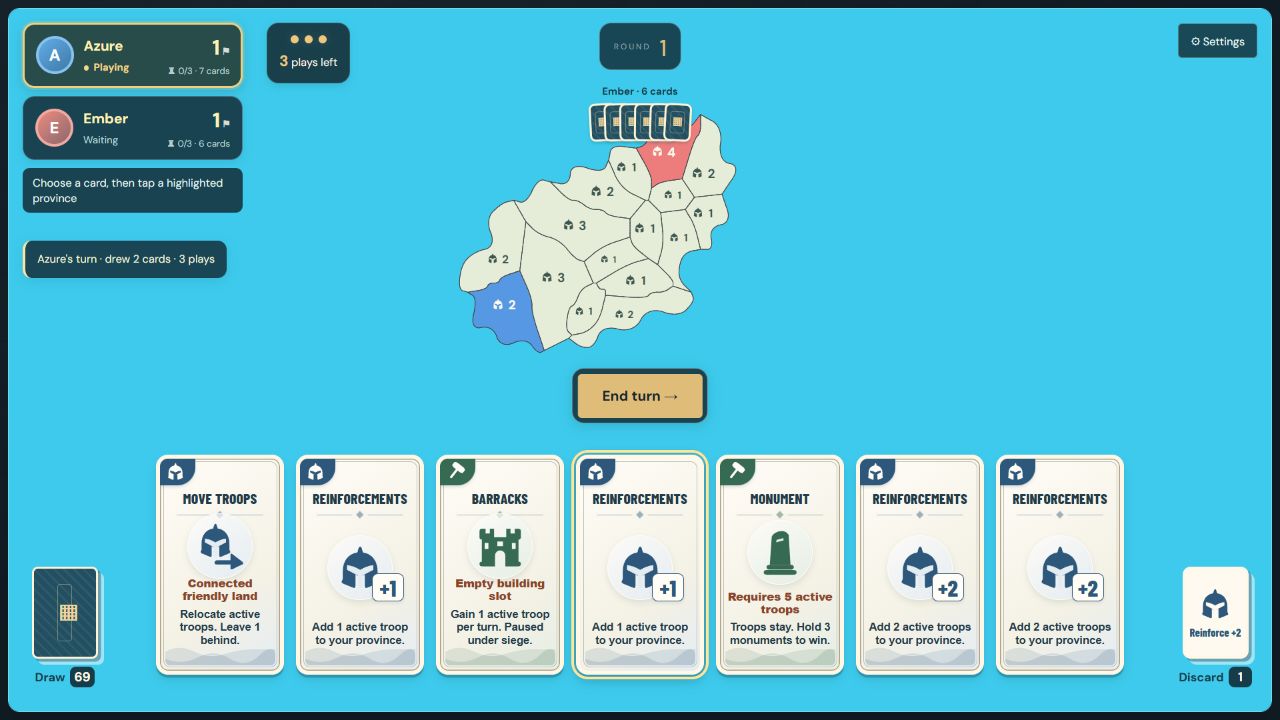 A
Azure
1
Playing
0/3 · 7 cards
3 plays left
ROUND 1
⚙ Settings
E
Ember
1
Waiting
0/3 · 6 cards
Choose a card, then tap a highlighted
province
Azure's turn · drew 2 cards · 3 plays
Ember · 6 cards
4
1
2
2
1
1
3
1
1
2
1
3
1
2
1
2
End turn →
MOVE TROOPS
Connected
friendly land
Relocate active
troops. Leave 1
behind.
REINFORCEMENTS
+1
Add 1 active troop
to your province.
BARRACKS
Empty building
slot
Gain 1 active troop
per turn. Paused
under siege.
REINFORCEMENTS
+1
Add 1 active troop
to your province.
MONUMENT
Requires 5 active
troops
Troops stay. Hold 3
monuments to win.
REINFORCEMENTS
+2
Add 2 active troops
to your province.
REINFORCEMENTS
+2
Add 2 active troops
to your province.
Draw 69
Reinforce +2
Discard 1